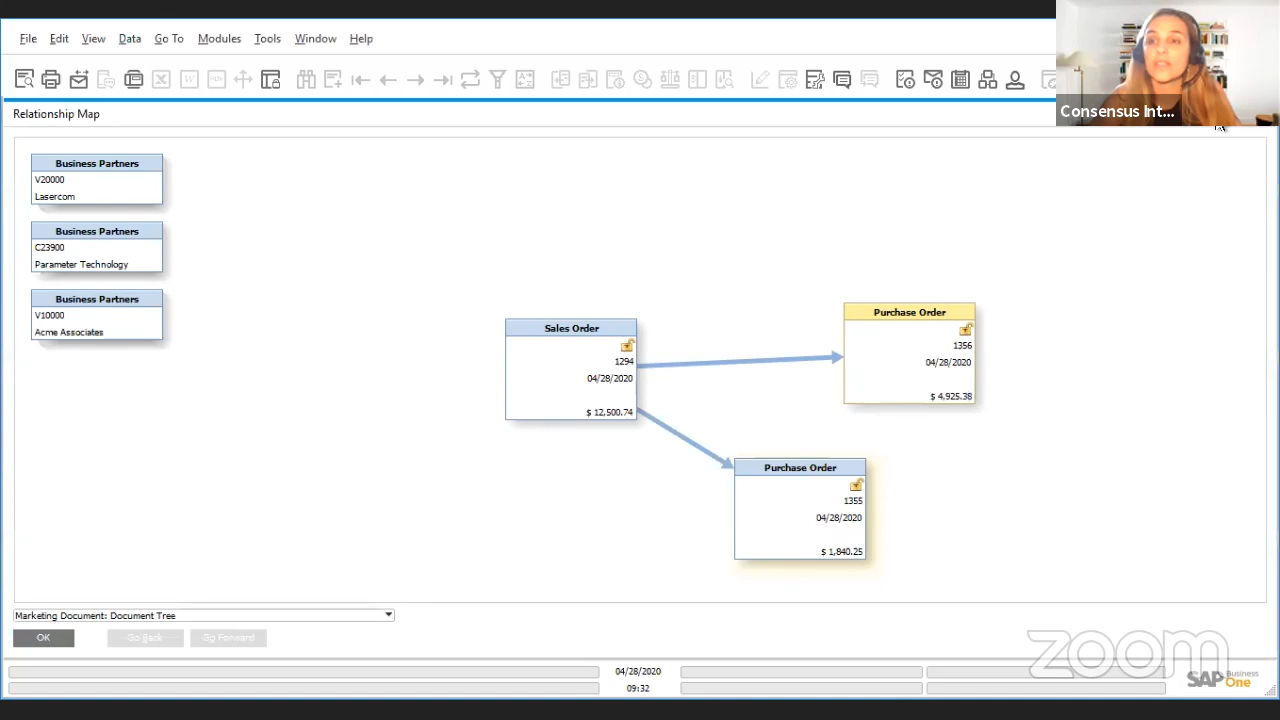 File Edit View Data Go To Modules Tools Window Help
Consensus Int...
Relationship Map
Business Partners
V20000
Lasercom
Business Partners
C23900
Parameter Technology
Business Partners
V10000
Acme Associates
Sales Order
1294
04/28/2020
$ 12,500.74
Purchase Order
1356
04/28/2020
$ 4,925.38
Purchase Order
1355
04/28/2020
$ 1,840.25
Marketing Document: Document Tree
OK Go Back Go Forward
04/28/2020
09:32
zoom
SAP Business One